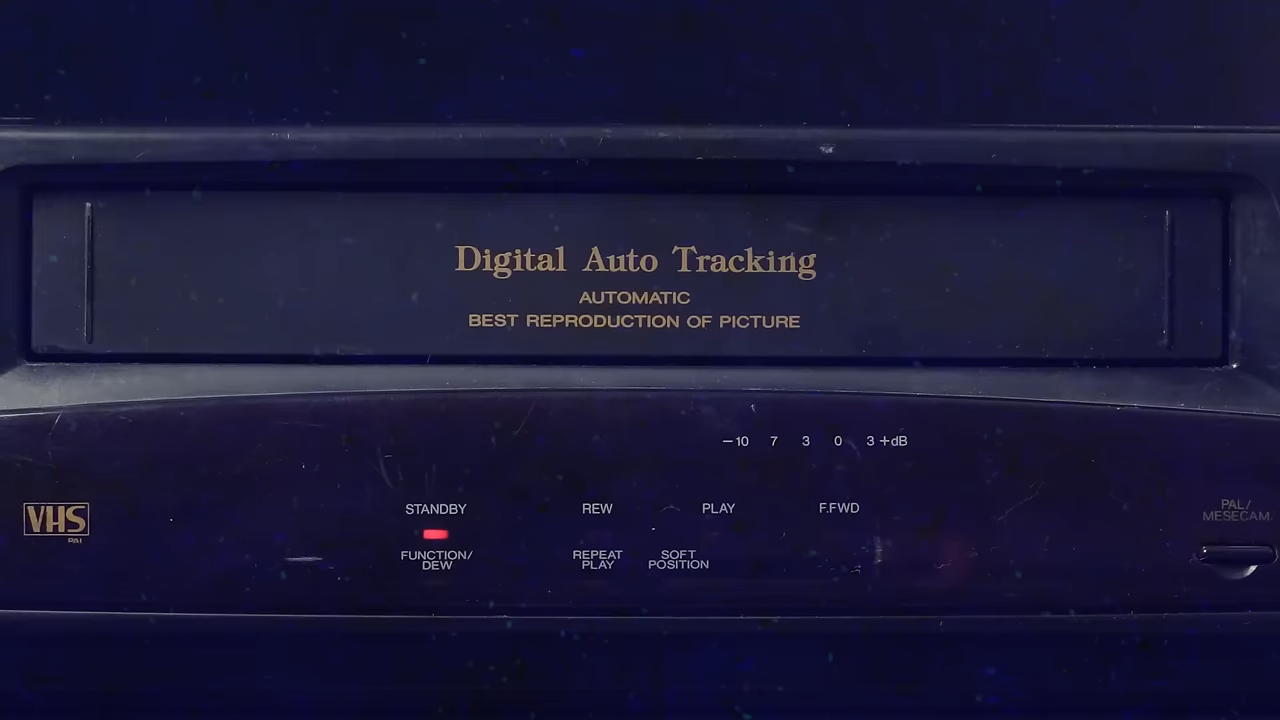 Digital Auto Tracking
AUTOMATIC
BEST REPRODUCTION OF PICTURE
−10 7 3 0 3 +dB
VHS
PAL
STANDBY
REW
PLAY
F.FWD
FUNCTION/
DEW
REPEAT
PLAY
SOFT
POSITION
PAL/
MESECAM